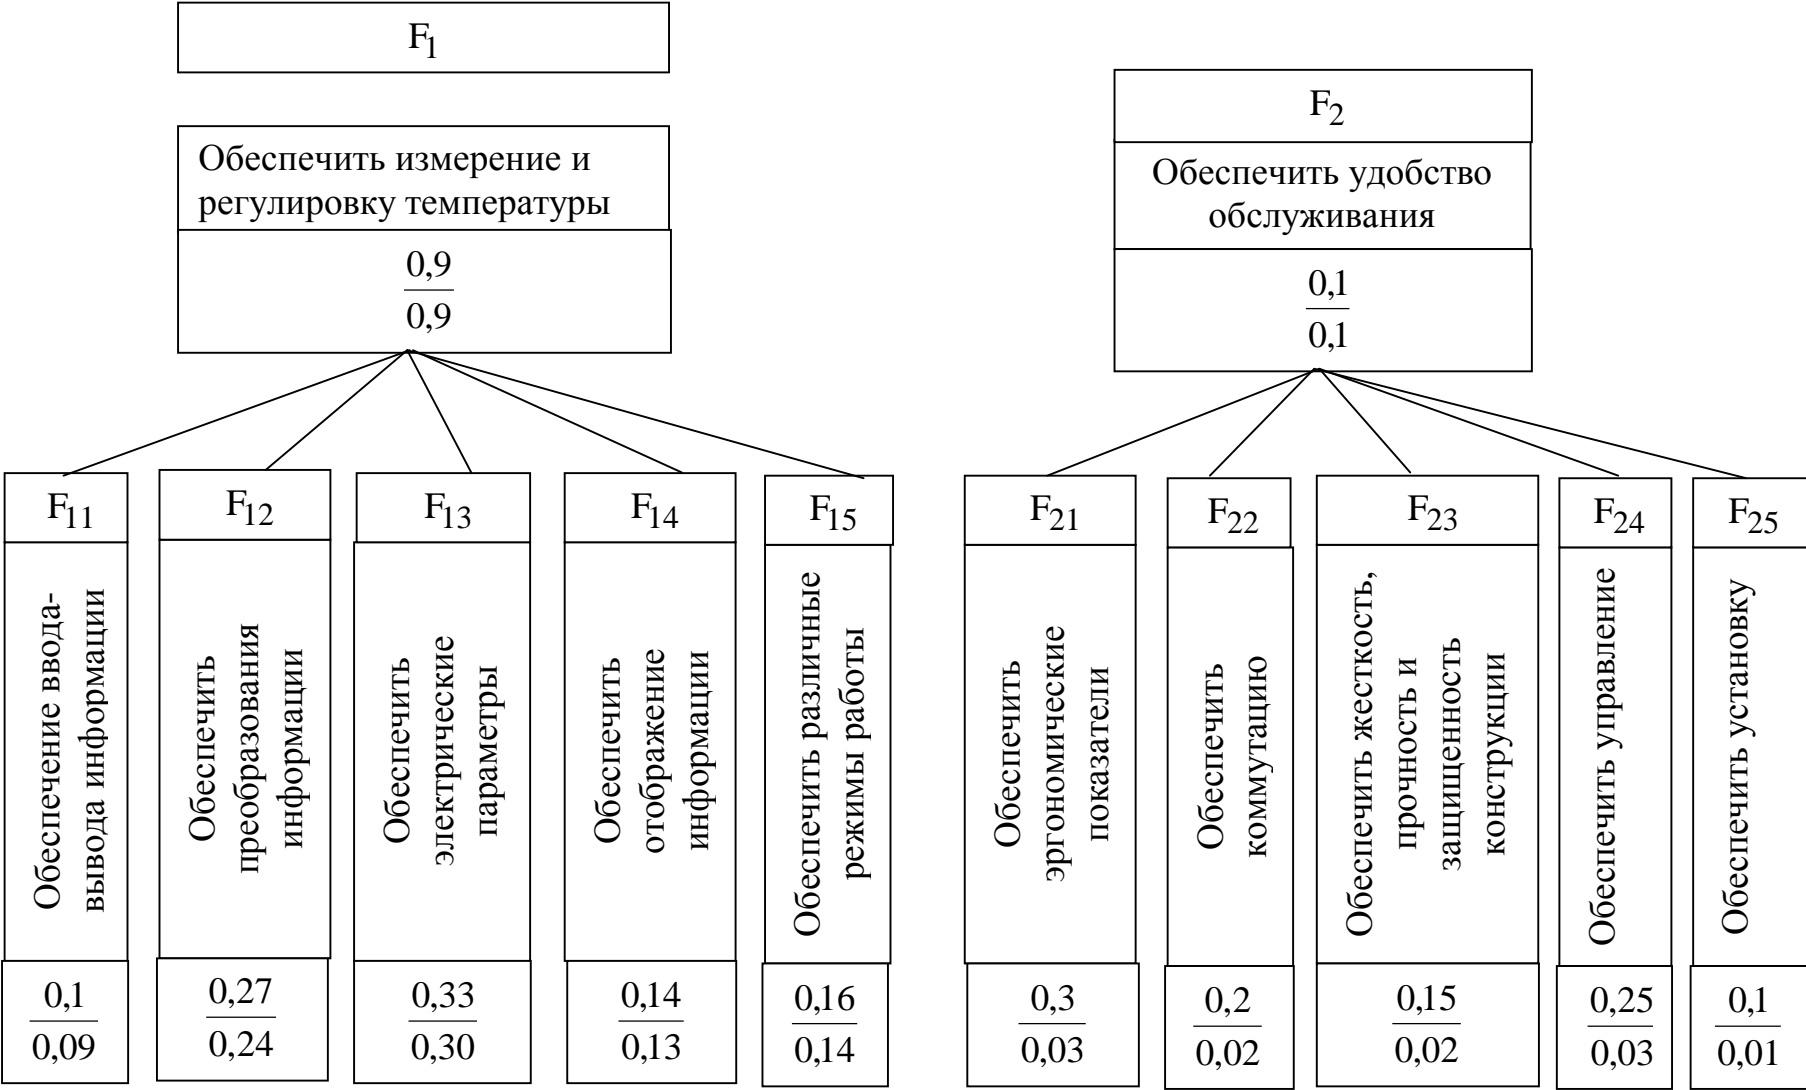 F1
Обеспечить измерение и
регулировку температуры
0,9
0,9
F2
Обеспечить удобство
обслуживания
0,1
0,1
F11
Обеспечение ввода-
вывода информации
0,1
0,09
F12
Обеспечить
преобразования
информации
0,27
0,24
F13
Обеспечить
электрические
параметры
0,33
0,30
F14
Обеспечить
отображение
информации
0,14
0,13
F15
Обеспечить различные
режимы работы
0,16
0,14
F21
Обеспечить
эргономические
показатели
0,3
0,03
F22
Обеспечить
коммутацию
0,2
0,02
F23
Обеспечить жесткость,
прочность и
защищенность
конструкции
0,15
0,02
F24
Обеспечить управление
0,25
0,03
F25
Обеспечить установку
0,1
0,01